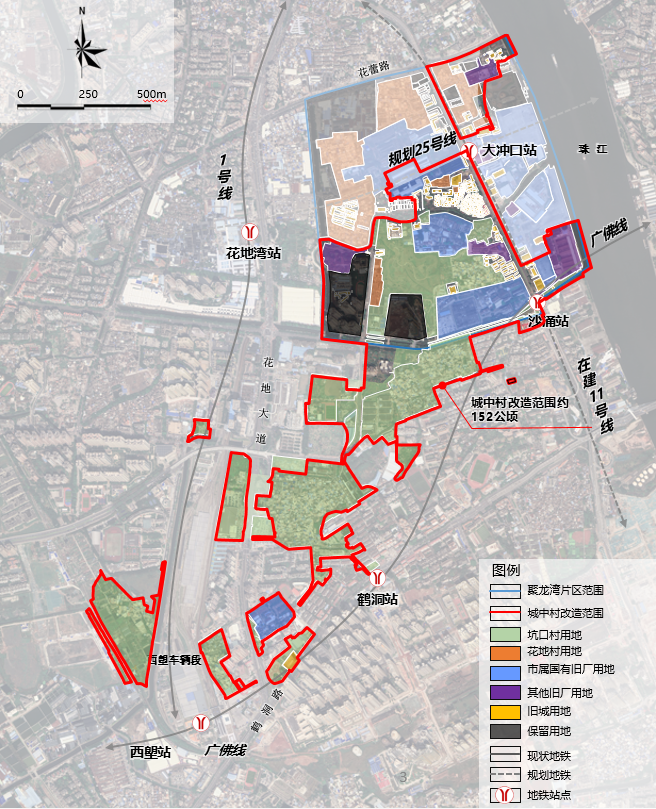 N
0 250 500m
花蕾路
1号线
规划25号线
大冲口站
珠 江
花地湾站
广佛线
沙涌站
花地大道
在建11号线
城中村改造范围约
152公顷
鹤洞站
西塱车辆段
鹤洞路
西塱站
广佛线
3
图例
聚龙湾片区范围
城中村改造范围
坑口村用地
花地村用地
市属国有旧厂用地
其他旧厂用地
旧城用地
保留用地
现状地铁
规划地铁
地铁站点